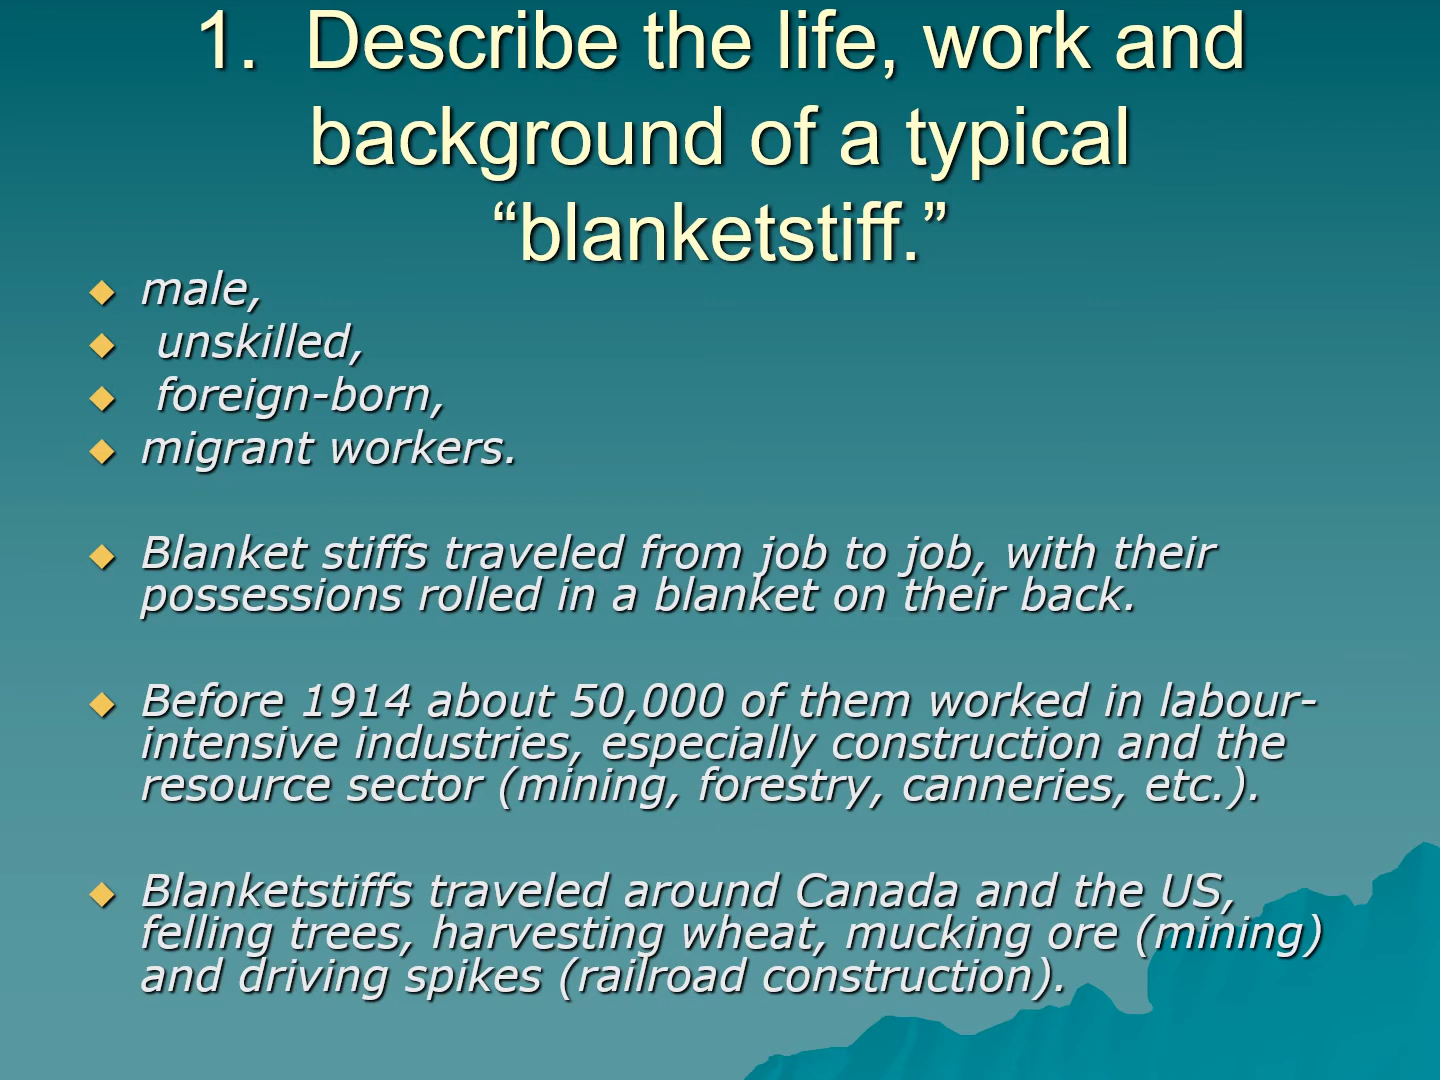 1.  Describe the life, work and
background of a typical
“blanketstiff.”
male,
unskilled,
foreign-born,
migrant workers.
Blanket stiffs traveled from job to job, with their
possessions rolled in a blanket on their back.
Before 1914 about 50,000 of them worked in labour-
intensive industries, especially construction and the
resource sector (mining, forestry, canneries, etc.).
Blanketstiffs traveled around Canada and the US,
felling trees, harvesting wheat, mucking ore (mining)
and driving spikes (railroad construction).